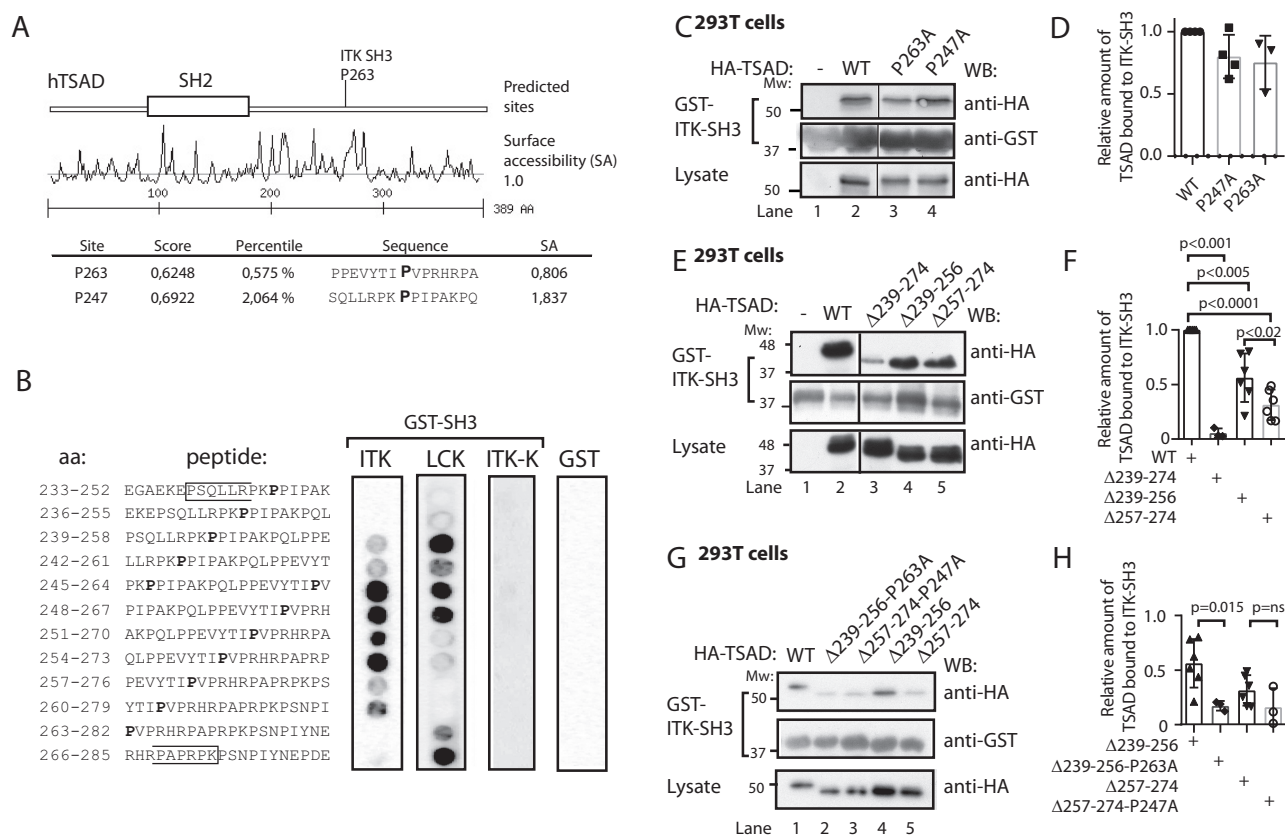 A
ITK SH3
P263
hTSAD
SH2
Predicted
sites
Surface
accessibility (SA)
1.0
100
200
300
389 AA
Site Score Percentile Sequence SA
P263 0,6248 0,575 % PPEVYTI P VPRHRPA 0,806
P247 0,6922 2,064 % SQLLRPK P PIPAKPQ 1,837
B
GST-SH3
aa: peptide: ITK LCK ITK-K GST
233-252 EGAEKEPSQLLRPKPPIPAK
236-255 EKEPSQLLRPKPPIPAKPQL
239-258 PSQLLRPKPPIPAKPQLPPE
242-261 LLRPKPPIPAKPQLPPEVYT
245-264 PKPPIPAKPQLPPEVYTIPV
248-267 PIPAKPQLPPEVYTIPVPRH
251-270 AKPQLPPEVYTIPVPRHRPA
254-273 QLPPEVYTIPVPRHRPAPRP
257-276 PEVYTIPVPRHRPAPRPKPS
260-279 YTIPVPRHRPAPRPKPSNPI
263-282 PVPRHRPAPRPKPSNPIYNE
266-285 RHRPAPRPKPSNPIYNEPDE
C 293T cells
HA-TSAD: - WT P263A P247A WB:
Mw:
GST-
ITK-SH3
50
anti-HA
37
anti-GST
Lysate
50
anti-HA
Lane 1 2 3 4
D
Relative amount of
TSAD bound to ITK-SH3
1.0
0.5
0.0
WT
P247A
P263A
E 293T cells
HA-TSAD: - WT Δ239-274 Δ239-256 Δ257-274 WB:
Mw:
GST-
ITK-SH3
48
37
anti-HA
37
anti-GST
Lysate
48
37
anti-HA
Lane 1 2 3 4 5
F
p<0.001
p<0.005
p<0.0001
p<0.02
Relative amount of
TSAD bound to ITK-SH3
1.0
0.5
0
WT +
Δ239-274 +
Δ239-256 +
Δ257-274 +
G 293T cells
HA-TSAD: WT Δ239-256-P263A Δ257-274-P247A Δ239-256 Δ257-274
WB:
Mw:
GST-
ITK-SH3
50
anti-HA
37
anti-GST
Lysate
50
anti-HA
Lane 1 2 3 4 5
H
p=0.015 p=ns
Relative amount of
TSAD bound to ITK-SH3
1
0.5
0
Δ239-256 +
Δ239-256-P263A +
Δ257-274 +
Δ257-274-P247A +